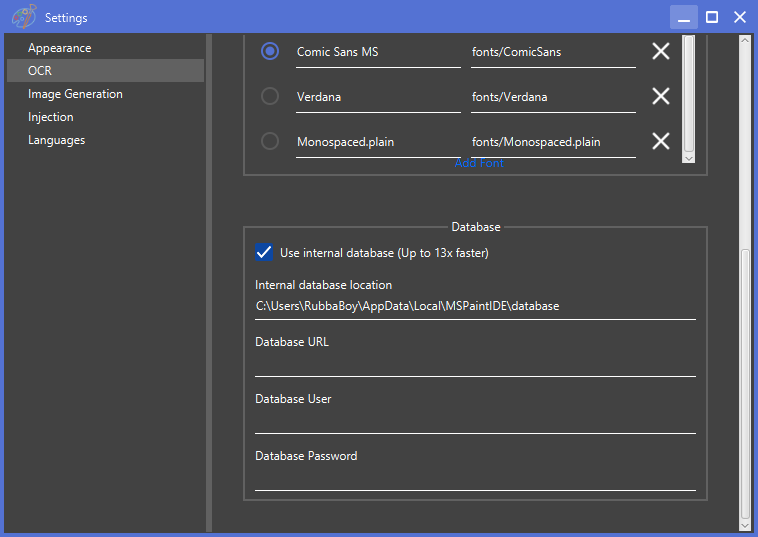 Settings
Appearance
OCR
Image Generation
Injection
Languages
Comic Sans MS fonts/ComicSans
Verdana fonts/Verdana
Monospaced.plain fonts/Monospaced.plain
Add Font
Database
Use internal database (Up to 13x faster)
Internal database location
C:\Users\RubbaBoy\AppData\Local\MSPaintIDE\database
Database URL
Database User
Database Password